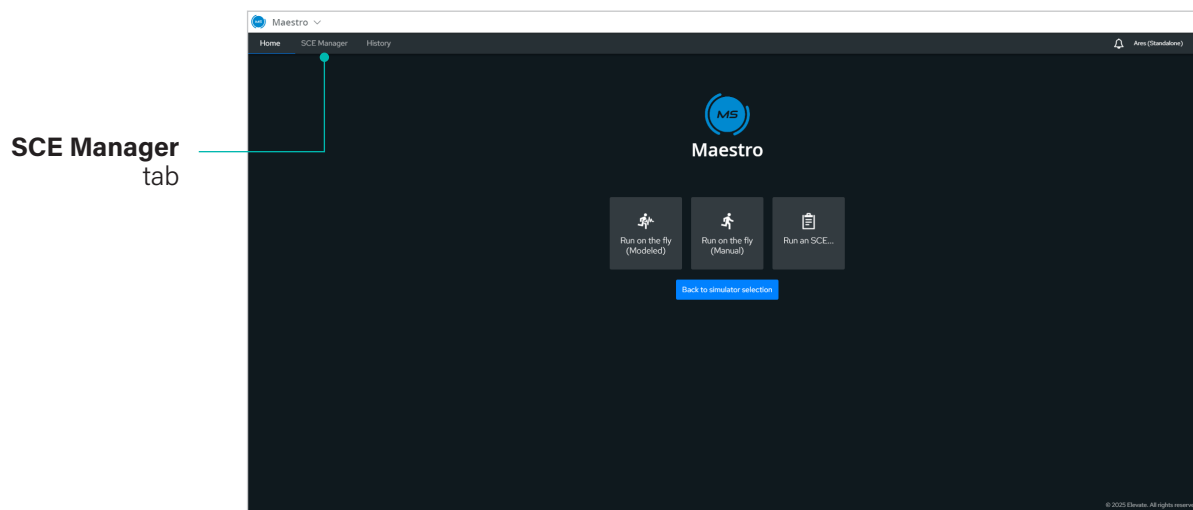 Maestro
Home SCE Manager History Ares (Standalone)
SCE Manager
tab
MS
Maestro
Run on the fly
(Modeled)
Run on the fly
(Manual)
Run an SCE...
Back to simulator selection
© 2025 Elevate. All rights reserve